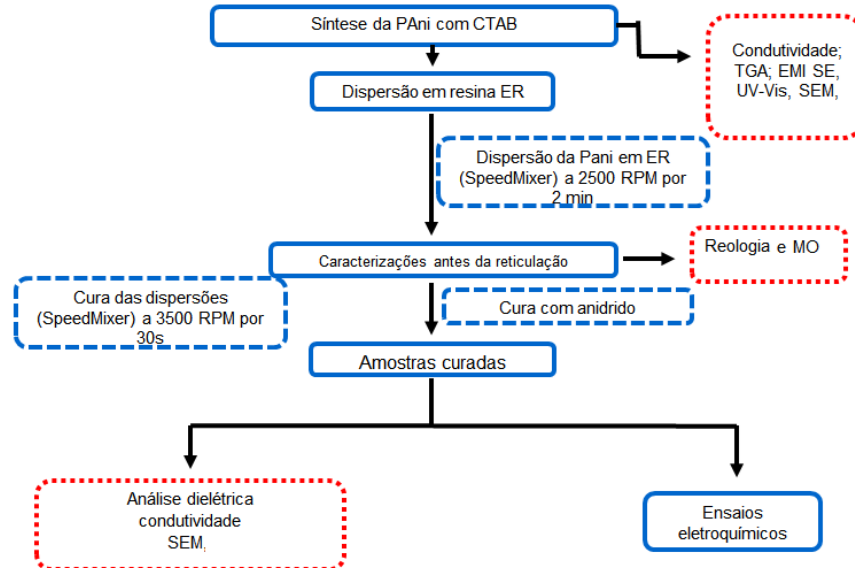 Síntese da PAni com CTAB
Condutividade;
TGA; EMI SE,
UV-Vis, SEM,
Dispersão em resina ER
Dispersão da Pani em ER
(SpeedMixer) a 2500 RPM por
2 min
Caracterizações antes da reticulação
Reologia e MO
Cura das dispersões
(SpeedMixer) a 3500 RPM por
30s
Cura com anidrido
Amostras curadas
Análise dielétrica
condutividade
SEM,
Ensaios
eletroquímicos